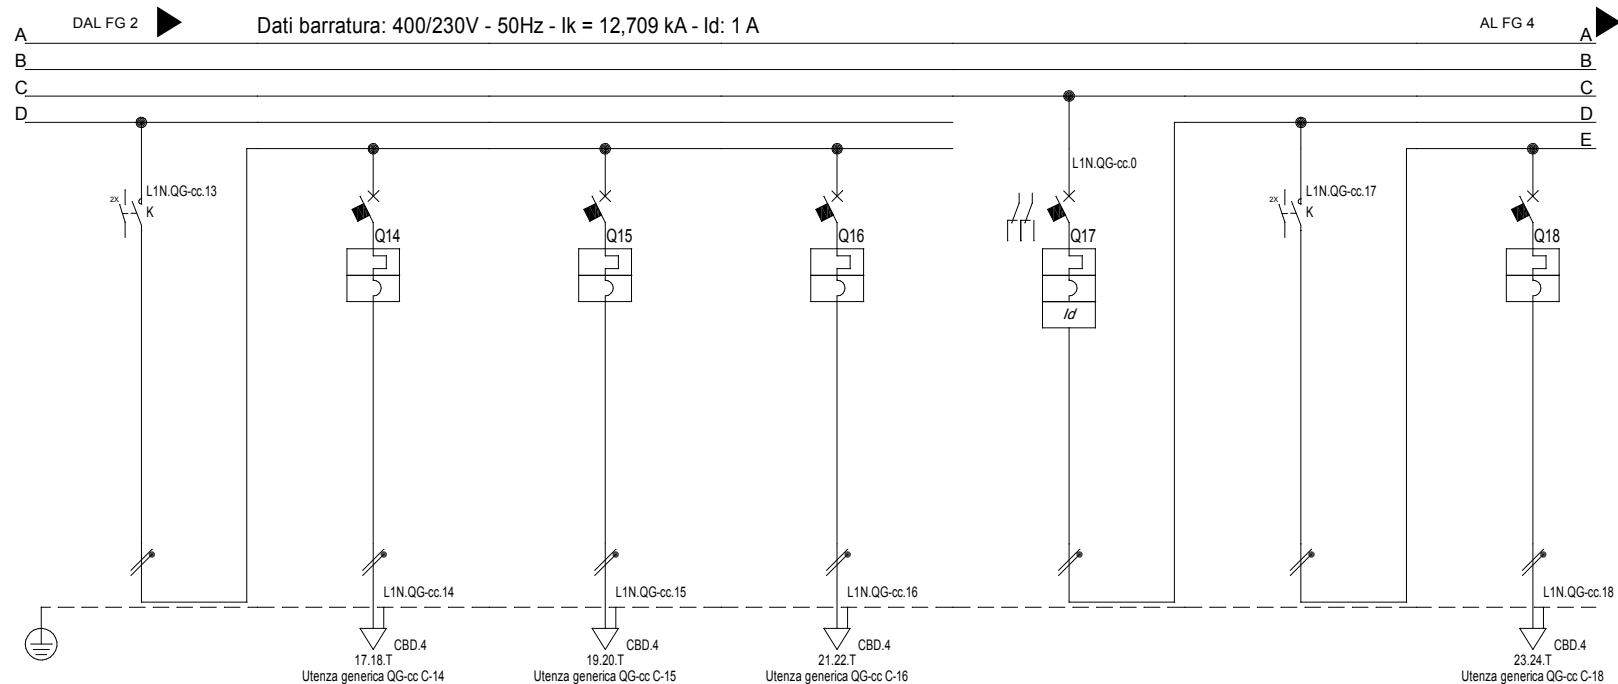 DAL FG 2
Dati barratura: 400/230V - 50Hz - Ik = 12,709 kA - Id: 1 A
AL FG 4
A
A
B
B
C
C
D
D
E
L1N.QG-cc.0
2X
L1N.QG-cc.13
K
2X
L1N.QG-cc.17
K
Q14
Q15
Q16
Q17
Q18
Id
L1N.QG-cc.14
L1N.QG-cc.15
L1N.QG-cc.16
L1N.QG-cc.18
CBD.4
CBD.4
CBD.4
CBD.4
17.18.T
19.20.T
21.22.T
23.24.T
Utenza generica QG-cc C-14
Utenza generica QG-cc C-15
Utenza generica QG-cc C-16
Utenza generica QG-cc C-18